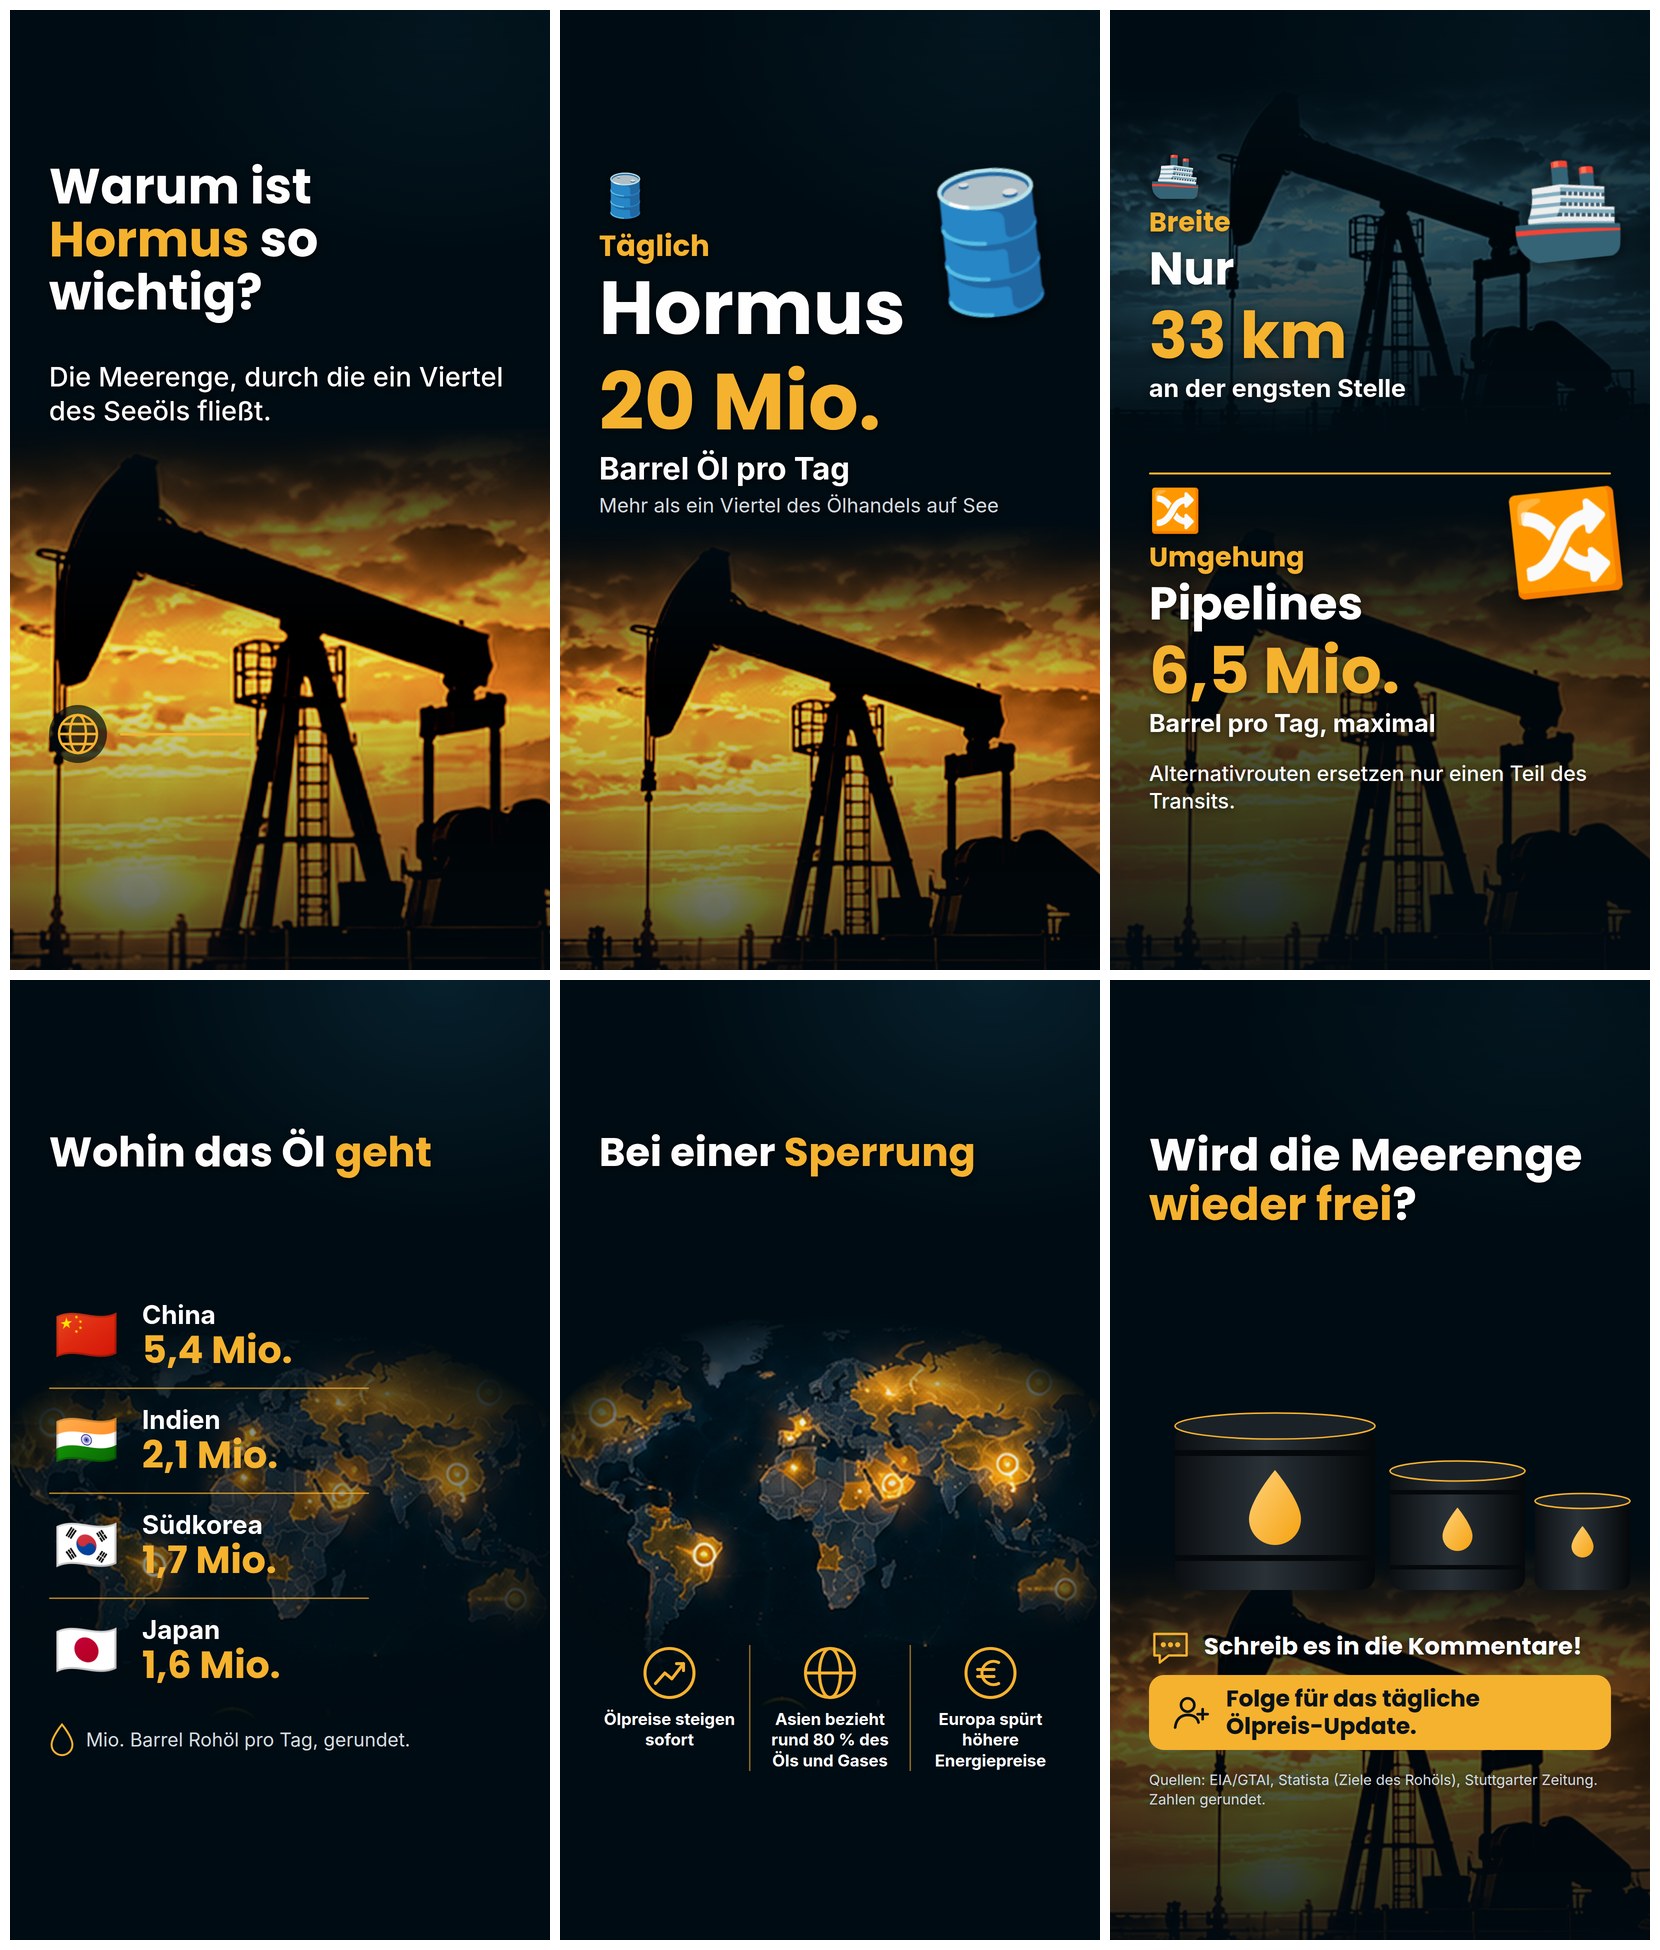 Warum ist
Hormus so
wichtig?
Die Meerenge, durch die ein Viertel
des Seeöls fließt.
Täglich
Hormus
20 Mio.
Barrel Öl pro Tag
Mehr als ein Viertel des Ölhandels auf See
Breite
Nur
33 km
an der engsten Stelle
Umgehung
Pipelines
6,5 Mio.
Barrel pro Tag, maximal
Alternativrouten ersetzen nur einen Teil des
Transits.
Wohin das Öl geht
China
5,4 Mio.
Indien
2,1 Mio.
Südkorea
1,7 Mio.
Japan
1,6 Mio.
Mio. Barrel Rohöl pro Tag, gerundet.
Bei einer Sperrung
Ölpreise steigen
sofort
Asien bezieht
rund 80 % des
Öls und Gases
Europa spürt
höhere
Energiepreise
Wird die Meerenge
wieder frei?
Schreib es in die Kommentare!
Folge für das tägliche
Ölpreis-Update.
Quellen: EIA/GTAI, Statista (Ziele des Rohöls), Stuttgarter Zeitung.
Zahlen gerundet.